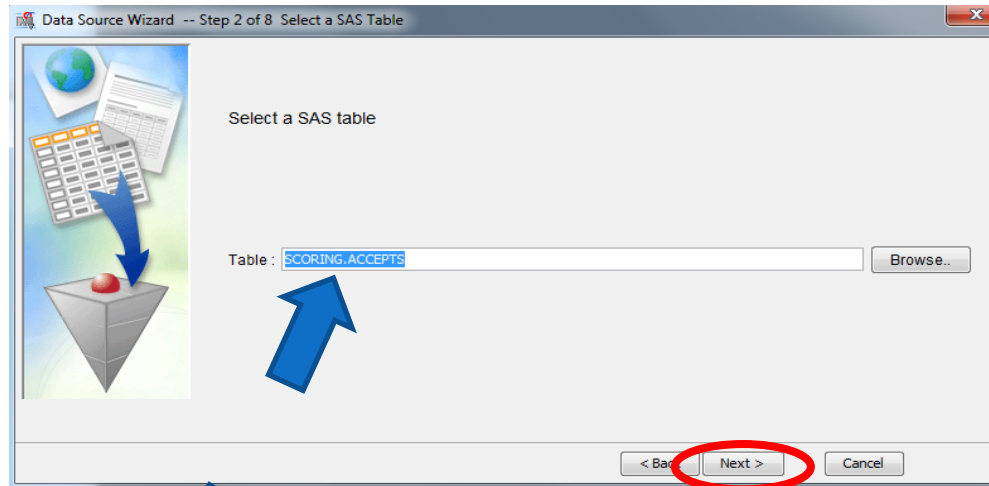 Data Source Wizard -- Step 2 of 8 Select a SAS Table
Select a SAS table
Table : SCORING.ACCEPTS Browse..
< Back Next > Cancel